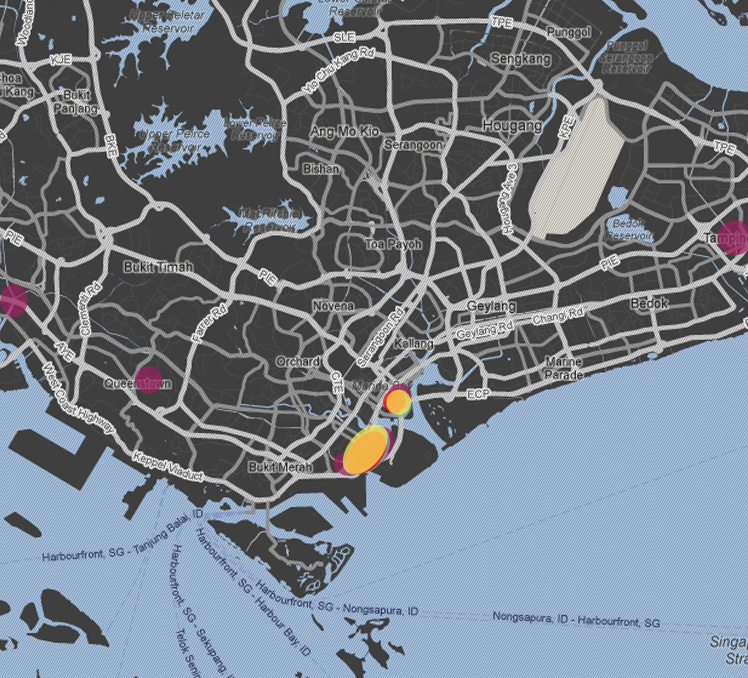 Woodlan
Upper Seletar
Reservoir
Reservoir
SLE
TPE
Punggol
Punggol
Serangoon
Reservoir
KJE
Sengkang
Yio Chu Kang Rd
hoa
u Kang
Bukit
Panjang
BKE
Upper Peirce
Reservoir
Lower Peirce
Reservoir
Ang Mo Kio
Hougang
Serangoon
KPE
TPE
Bishan
Hougang Ave 3
MacRitchie
Reservoir
Bedok
Reservoir
Tampin
PIE
Toa Payoh
Bukit Timah
PIE
PIE
Clementi Rd
Farrer Rd
Novena
Geylang
Bedok
Serangoon Rd
Geylang Rd
Changi Rd
Kallang
AYE
Orchard
Marine
Parade
CTE
Queenstown
Marina
ECP
West Coast Highway
Keppel Viaduct
Bukit Merah
Harbourfront, SG - Tanjung Balai, ID
Harbourfront, SG - Sekupang, I
Telok Seni
Harbourfront, SG - Harbour Bay, ID
Harbourfront, SG - Nongsapura, ID
Nongsapura, ID - Harbourfront, SG
Singap
Stra